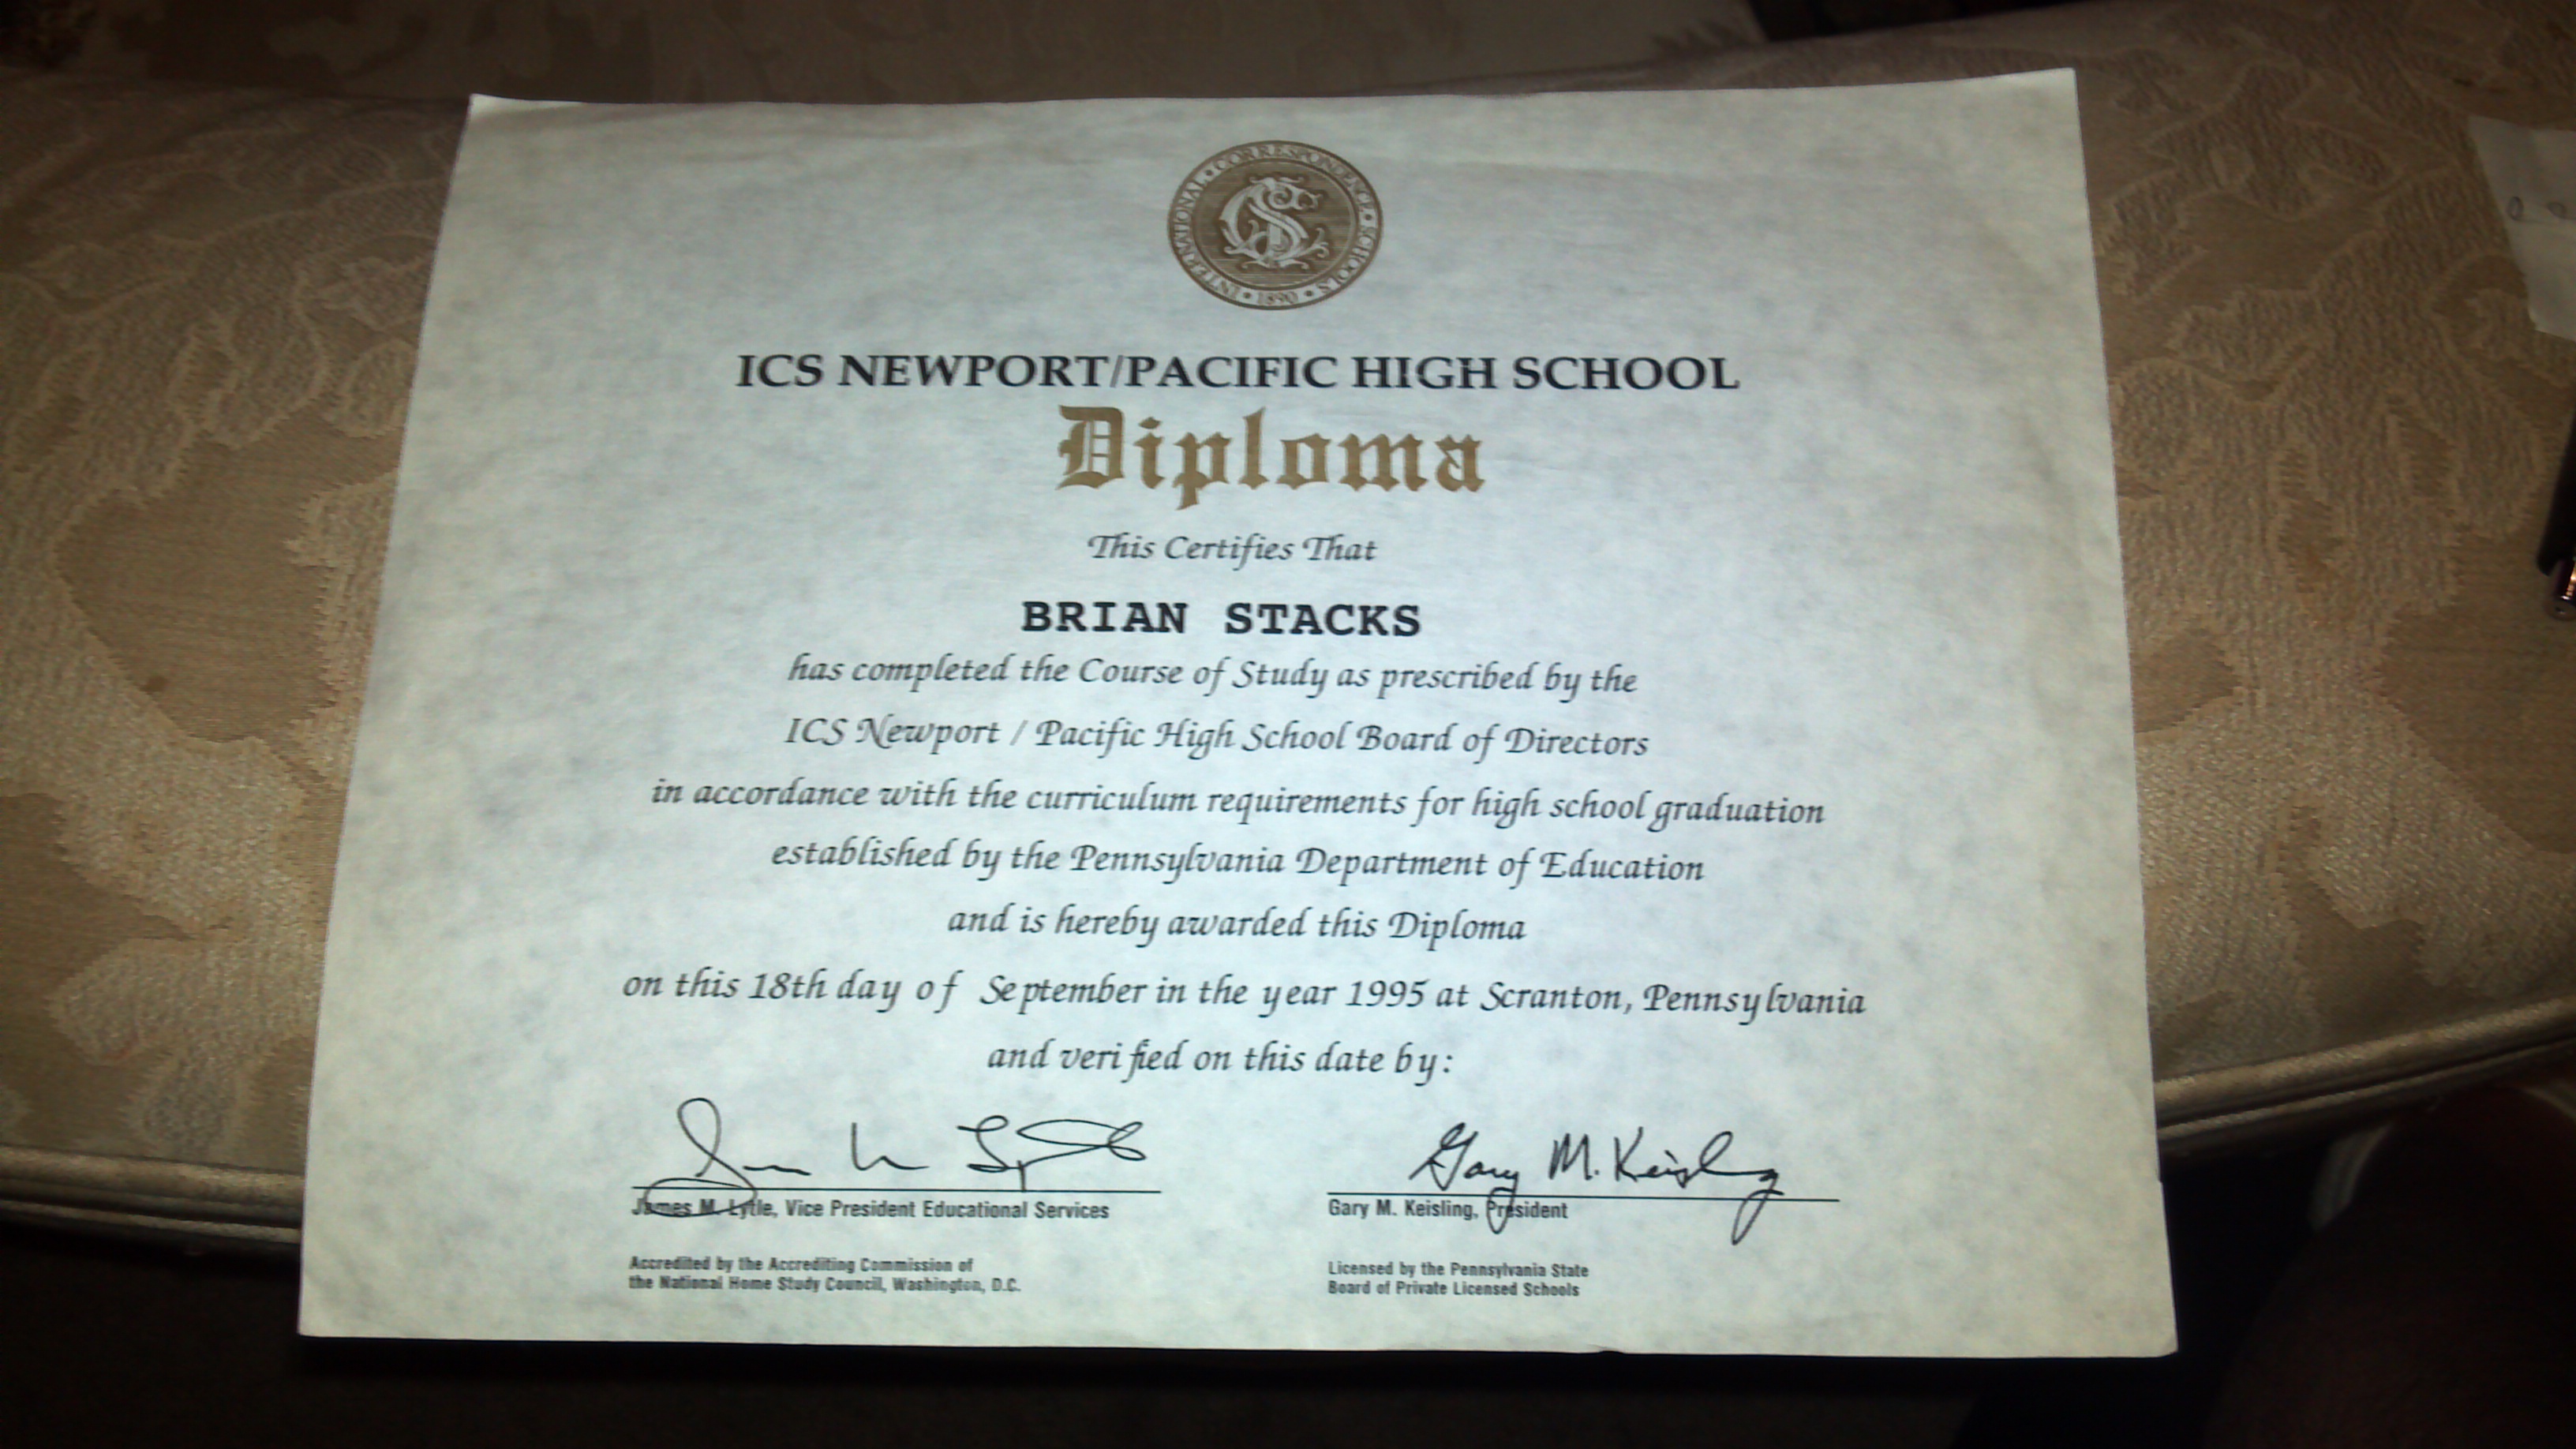 INTERNATIONAL • CORRESPONDENCE • SCHOOLS • 1890 •
ICS
ICS NEWPORT/PACIFIC HIGH SCHOOL
Diploma
This Certifies That
BRIAN STACKS
has completed the Course of Study as prescribed by the
ICS Newport / Pacific High School Board of Directors
in accordance with the curriculum requirements for high school graduation
established by the Pennsylvania Department of Education
and is hereby awarded this Diploma
on this 18th day of September in the year 1995 at Scranton, Pennsylvania
and verified on this date by:
Gary M. Keisling
James M. Lytle, Vice President Educational Services
Gary M. Keisling, President
Accredited by the Accrediting Commission of
the National Home Study Council, Washington, D.C.
Licensed by the Pennsylvania State
Board of Private Licensed Schools